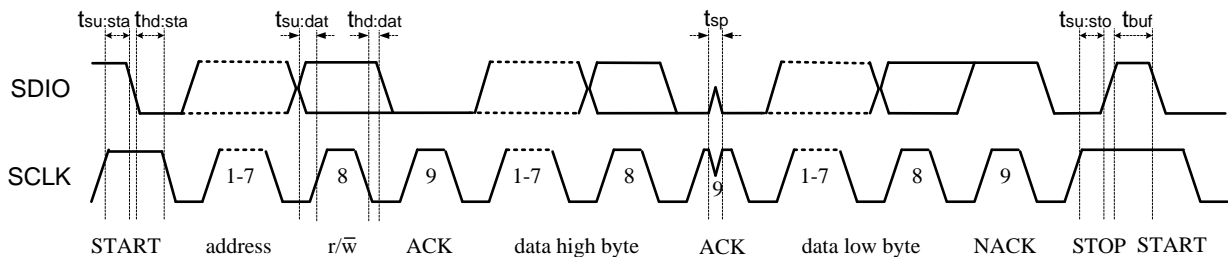 tsu:sta thd:sta tsu:dat thd:dat tsp tsu:sto tbuf
SDIO
SCLK 1-7 8 9 1-7 8 9 1-7 8 9
START address r/w̅ ACK data high byte ACK data low byte NACK STOP START